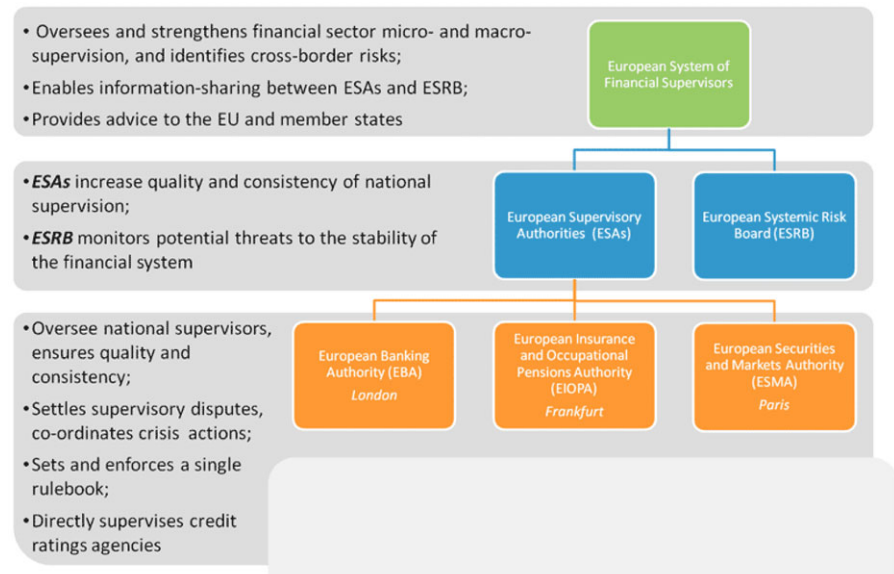 • Oversees and strengthens financial sector micro- and macro-
supervision, and identifies cross-border risks;
• Enables information-sharing between ESAs and ESRB;
• Provides advice to the EU and member states
European System of
Financial Supervisors
• ESAs increase quality and consistency of national
supervision;
• ESRB monitors potential threats to the stability of
the financial system
European Supervisory
Authorities (ESAs)
European Systemic Risk
Board (ESRB)
• Oversee national supervisors,
ensures quality and
consistency;
• Settles supervisory disputes,
co-ordinates crisis actions;
• Sets and enforces a single
rulebook;
• Directly supervises credit
ratings agencies
European Banking
Authority (EBA)
London
European Insurance
and Occupational
Pensions Authority
(EIOPA)
Frankfurt
European Securities
and Markets Authority
(ESMA)
Paris